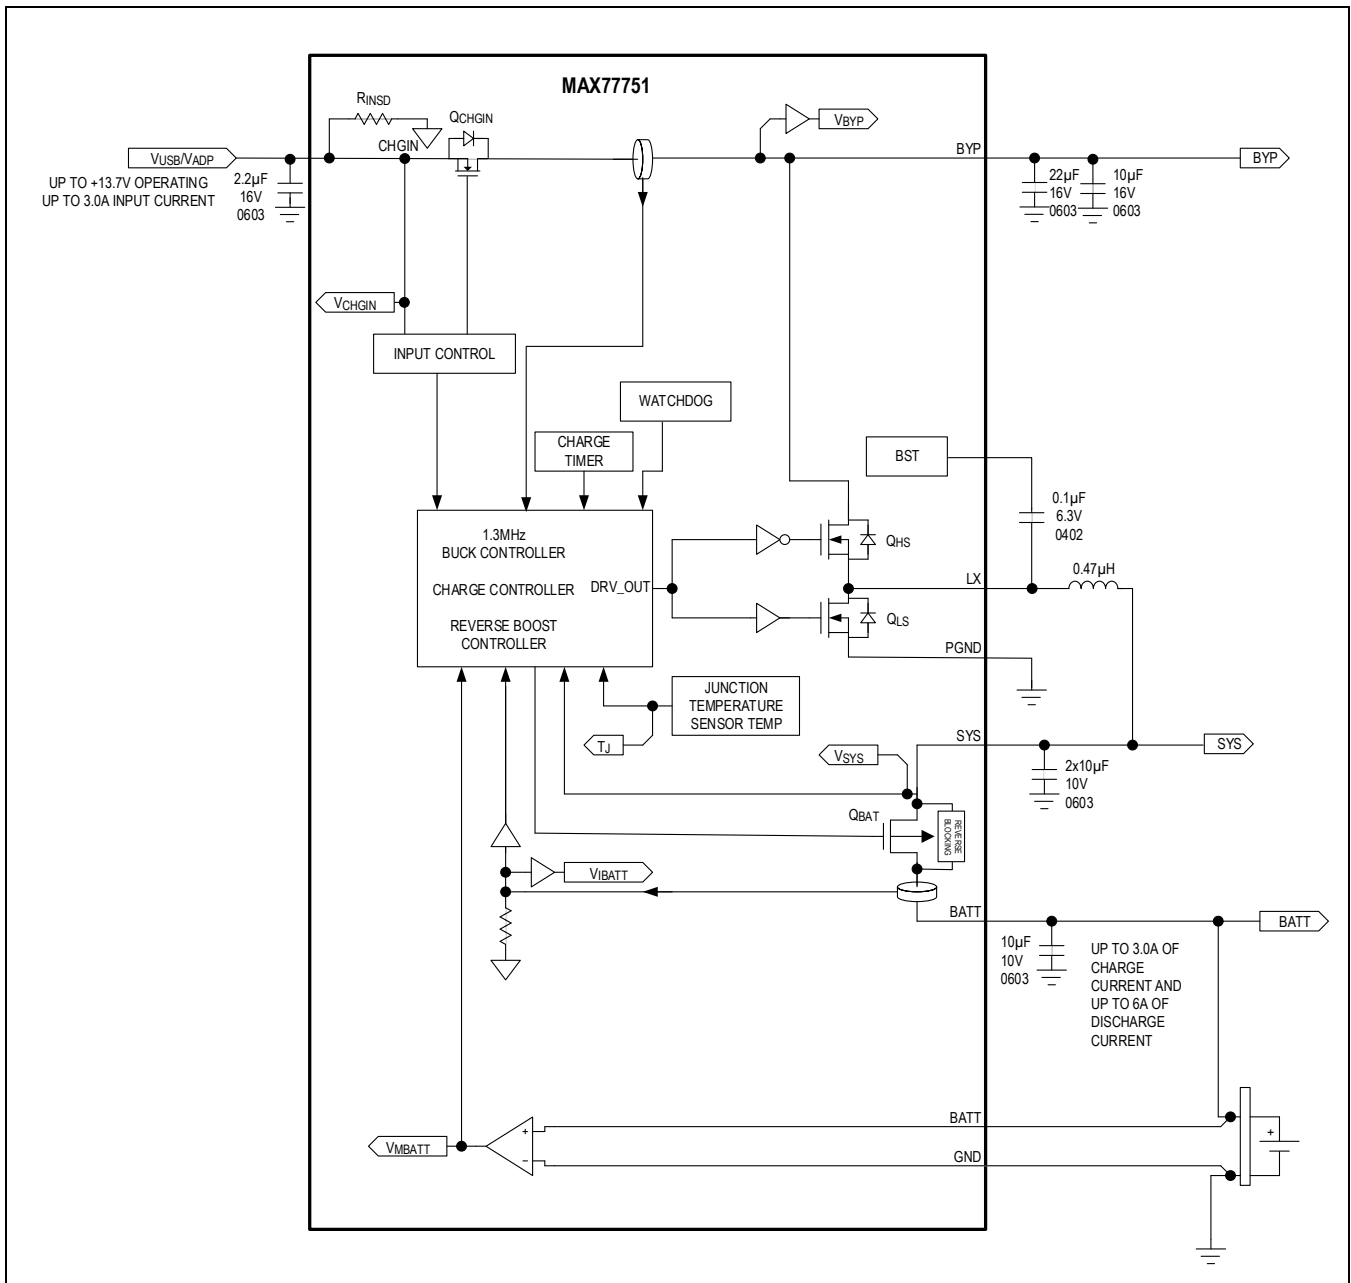 MAX77751
RINSD
QCHGIN
CHGIN
VBYP
BYP
BYP
VUSB/VADP
UP TO +13.7V OPERATING
UP TO 3.0A INPUT CURRENT
2.2µF
16V
0603
22µF
16V
0603
10µF
16V
0603
VCHGIN
INPUT CONTROL
WATCHDOG
CHARGE
TIMER
BST
0.1µF
6.3V
0402
1.3MHz
BUCK CONTROLLER
CHARGE CONTROLLER
REVERSE BOOST
CONTROLLER
DRV_OUT
QHS
LX
0.47µH
QLS
PGND
JUNCTION
TEMPERATURE
SENSOR TEMP
TJ
SYS
SYS
VSYS
2x10µF
10V
0603
QBAT
REVERSE
BLOCKING
VIBATT
BATT
BATT
10µF
10V
0603
UP TO 3.0A OF
CHARGE
CURRENT AND
UP TO 6A OF
DISCHARGE
CURRENT
BATT
VMBATT
+
−
GND
+